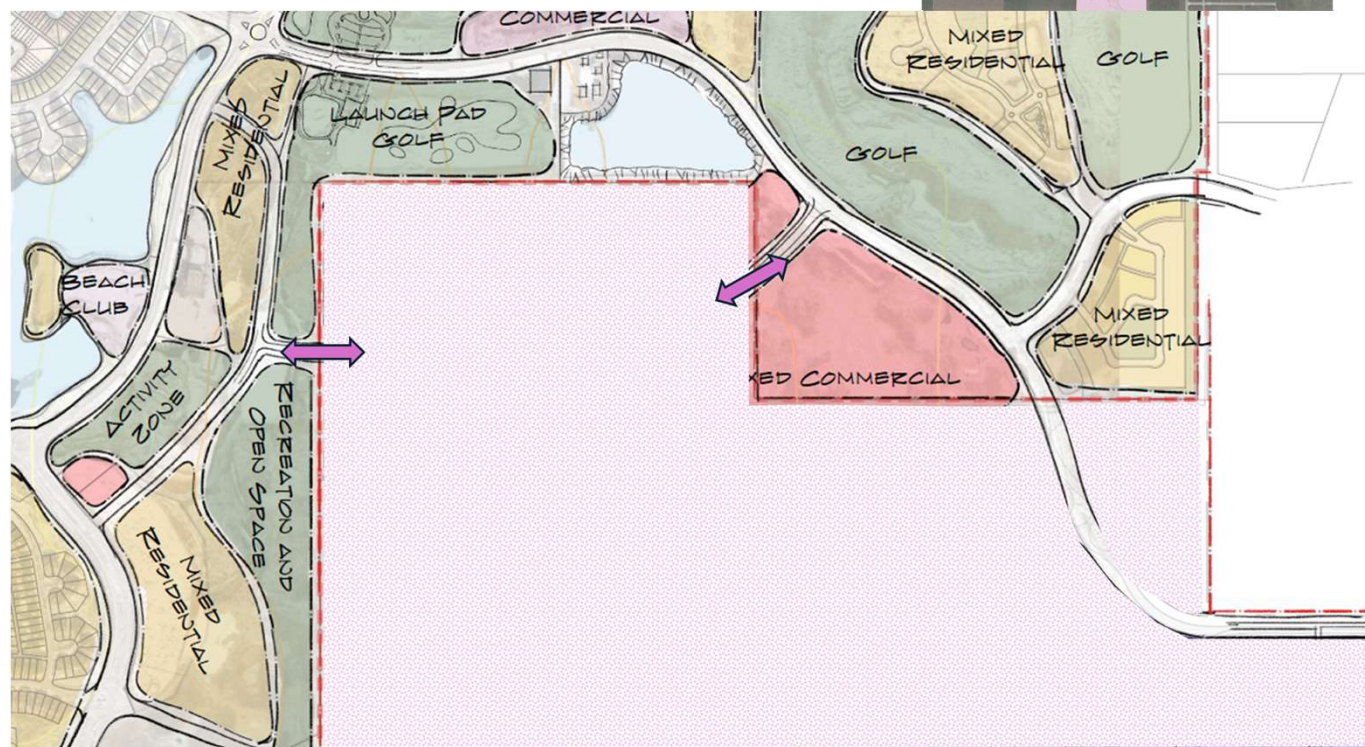 COMMERCIAL
MIXED
RESIDENTIAL
GOLF
MIXED
RESIDENTIAL
LAUNCH PAD
GOLF
GOLF
BEACH
CLUB
MIXED
RESIDENTIAL
XED COMMERCIAL
ACTIVITY
ZONE
RECREATION AND
OPEN SPACE
MIXED
RESIDENTIAL